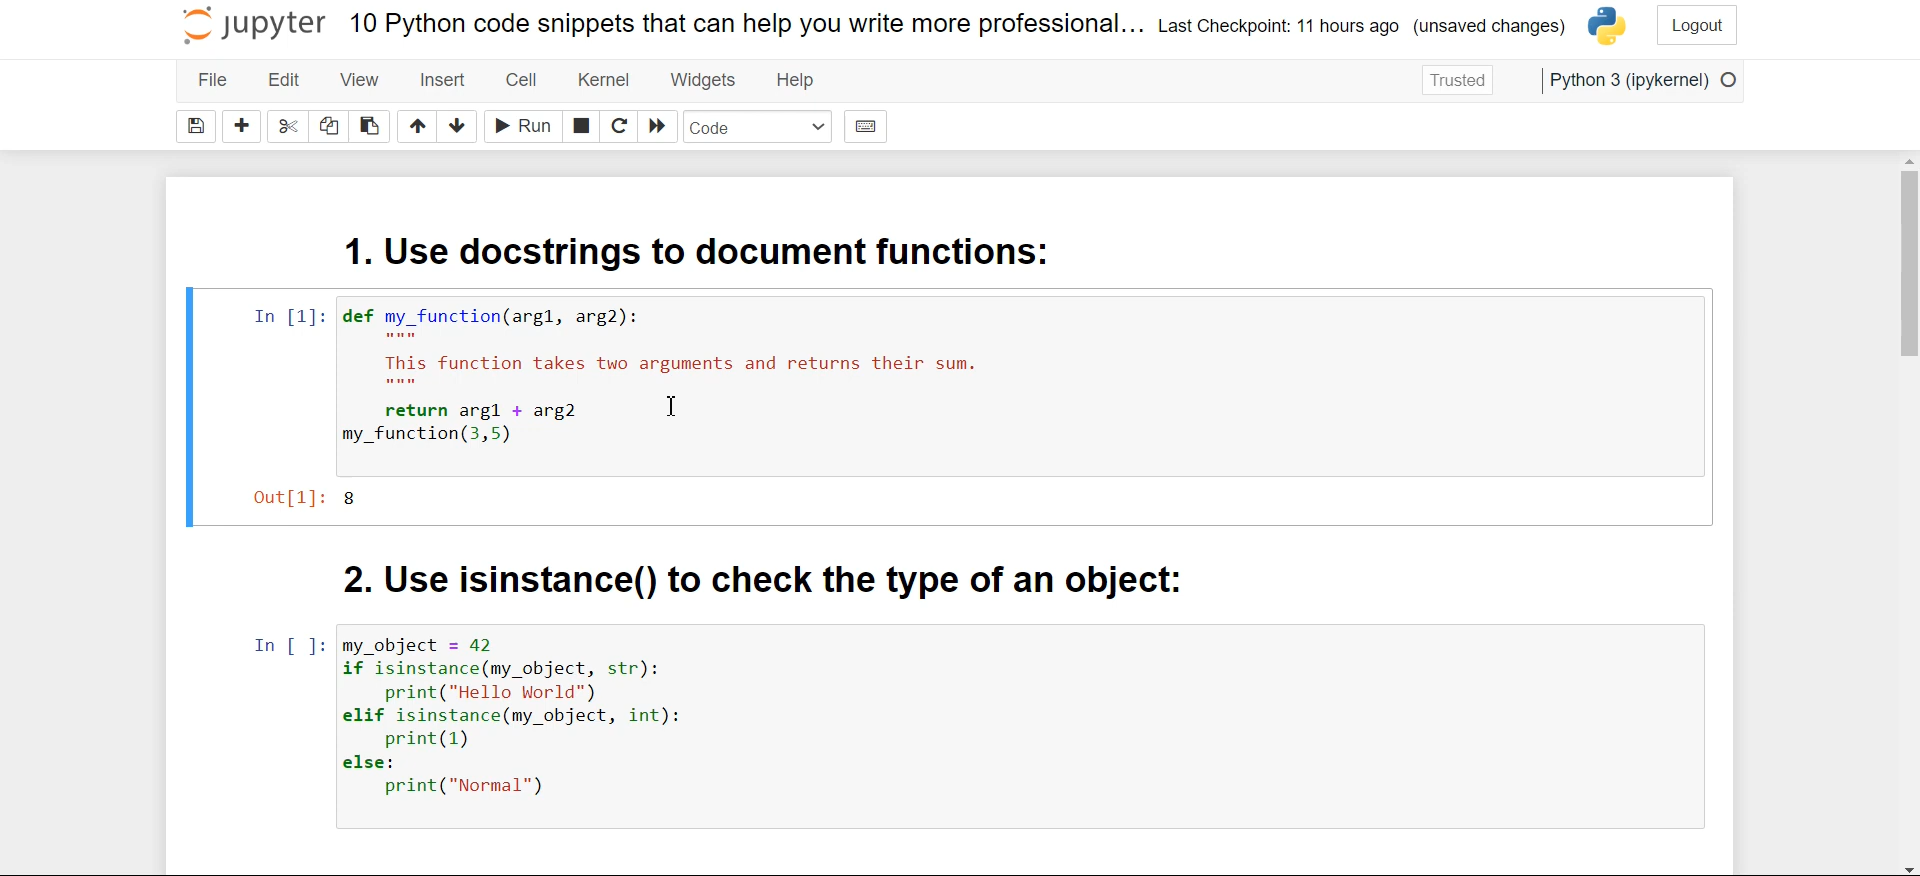 jupyter 10 Python code snippets that can help you write more professional... Last Checkpoint: 11 hours ago (unsaved changes) Logout
File Edit View Insert Cell Kernel Widgets Help Trusted Python 3 (ipykernel)
Run Code
1. Use docstrings to document functions:
In [1]: def my_function(arg1, arg2):
"""
This function takes two arguments and returns their sum.
"""
return arg1 + arg2
my_function(3,5)
Out[1]: 8
2. Use isinstance() to check the type of an object:
In [ ]: my_object = 42
if isinstance(my_object, str):
print("Hello World")
elif isinstance(my_object, int):
print(1)
else:
print("Normal")